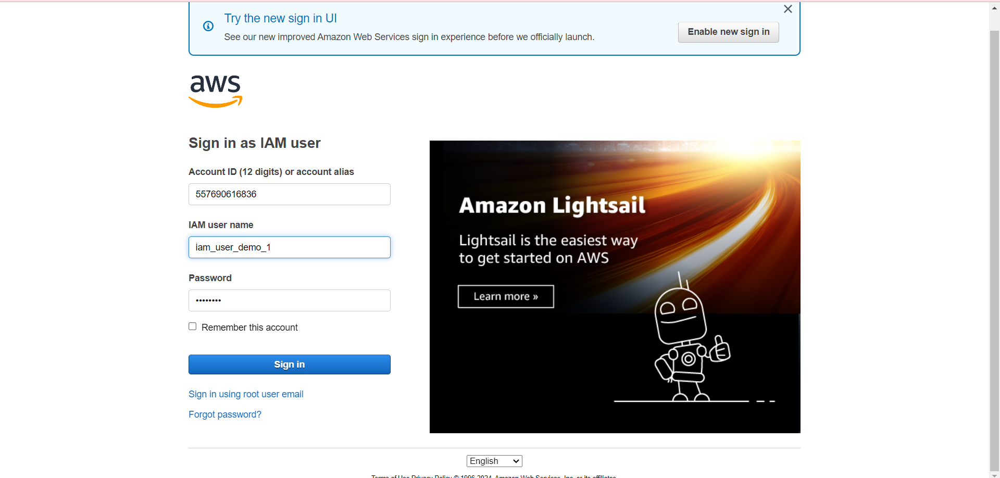 Try the new sign in UI
See our new improved Amazon Web Services sign in experience before we officially launch.
Enable new sign in
aws
Sign in as IAM user
Account ID (12 digits) or account alias
557690616836
IAM user name
iam_user_demo_1
Password
••••••••
Remember this account
Sign in
Sign in using root user email
Forgot password?
Amazon Lightsail
Lightsail is the easiest way
to get started on AWS
Learn more »
English
Terms of Use Privacy Policy © 1996-2024, Amazon Web Services, Inc. or its affiliates.